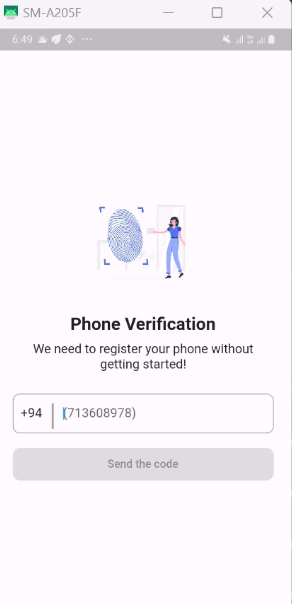 SM-A205F
6:49
Phone Verification
We need to register your phone without
getting started!
+94
(713608978)
Send the code